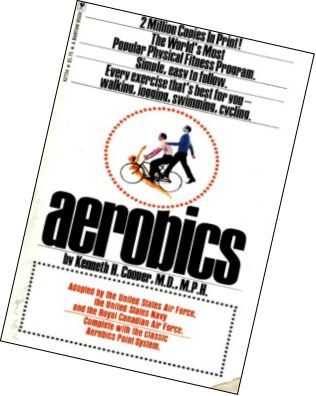 2 Million Copies In Print!
The World's Most
Popular Physical Fitness Program.
Simple, easy to follow.
Every exercise that's best for you—
walking, jogging, swimming, cycling.
aerobics
by Kenneth H. Cooper, M.D., M.P.H.
Adopted by the United States Air Force,
the United States Navy
and the Royal Canadian Air Force.
Complete with the classic
Aerobics Point System.
A BANTAM BOOK